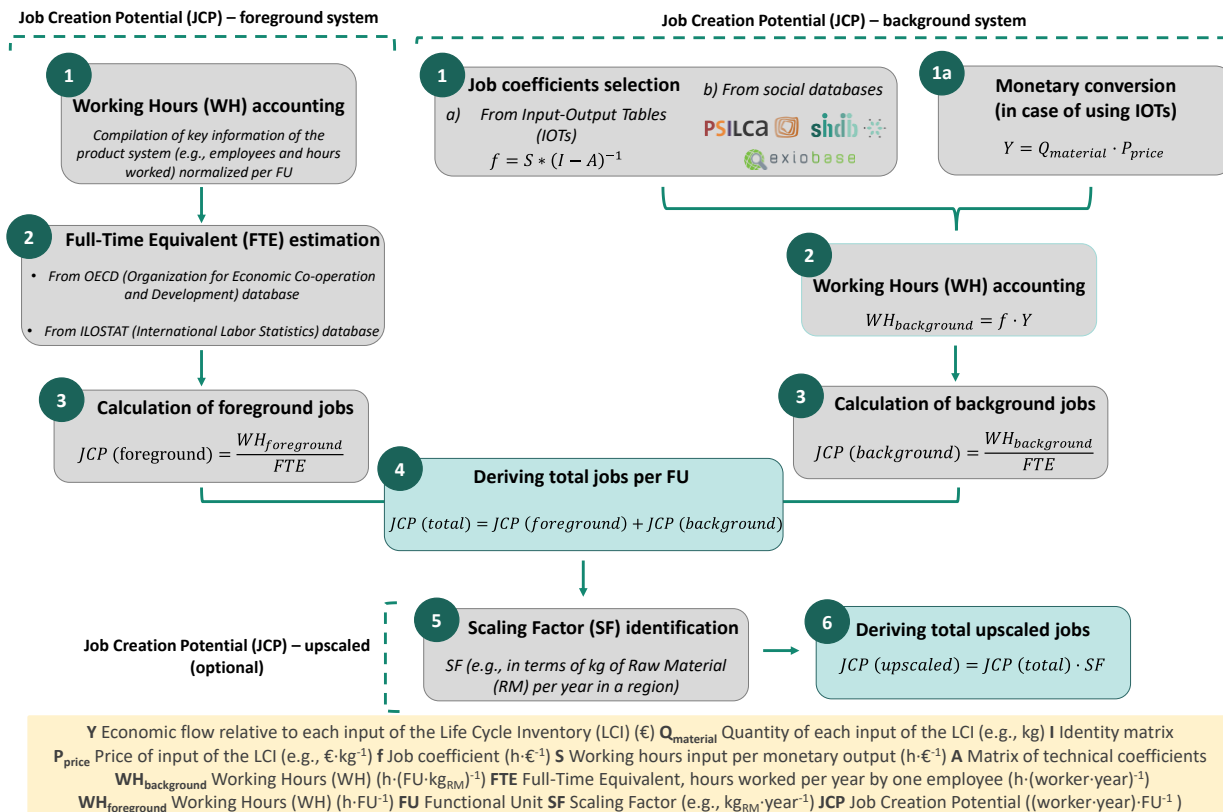 Job Creation Potential (JCP) – foreground system
Job Creation Potential (JCP) – background system
1
Working Hours (WH) accounting
Compilation of key information of the
product system (e.g., employees and hours
worked) normalized per FU
2
Full-Time Equivalent (FTE) estimation
• From OECD (Organization for Economic Co-operation
and Development) database
• From ILOSTAT (International Labor Statistics) database
3
Calculation of foreground jobs
JCP (foreground) = WH_foreground / FTE
1
Job coefficients selection
a) From Input-Output Tables
(IOTs)
f = S * (I − A)⁻¹
b) From social databases
PSILCA
shdb
exiobase
1a
Monetary conversion
(in case of using IOTs)
Y = Q_material · P_price
2
Working Hours (WH) accounting
WH_background = f · Y
3
Calculation of background jobs
JCP (background) = WH_background / FTE
4
Deriving total jobs per FU
JCP (total) = JCP (foreground) + JCP (background)
Job Creation Potential (JCP) – upscaled
(optional)
5
Scaling Factor (SF) identification
SF (e.g., in terms of kg of Raw Material
(RM) per year in a region)
6
Deriving total upscaled jobs
JCP (upscaled) = JCP (total) · SF
Y Economic flow relative to each input of the Life Cycle Inventory (LCI) (€) Q_material Quantity of each input of the LCI (e.g., kg) I Identity matrix
P_price Price of input of the LCI (e.g., €·kg⁻¹) f Job coefficient (h·€⁻¹) S Working hours input per monetary output (h·€⁻¹) A Matrix of technical coefficients
WH_background Working Hours (WH) (h·(FU·kg_RM)⁻¹) FTE Full-Time Equivalent, hours worked per year by one employee (h·(worker·year)⁻¹)
WH_foreground Working Hours (WH) (h·FU⁻¹) FU Functional Unit SF Scaling Factor (e.g., kg_RM·year⁻¹) JCP Job Creation Potential ((worker·year)·FU⁻¹ )